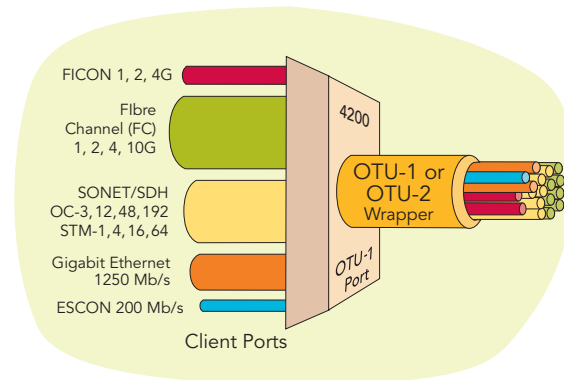 FICON 1, 2, 4G
FIbre
Channel (FC)
1, 2, 4, 10G
SONET/SDH
OC-3, 12, 48, 192
STM-1, 4, 16, 64
Gigabit Ethernet
1250 Mb/s
ESCON 200 Mb/s
Client Ports
4200
OTU-1
Port
OTU-1 or
OTU-2
Wrapper